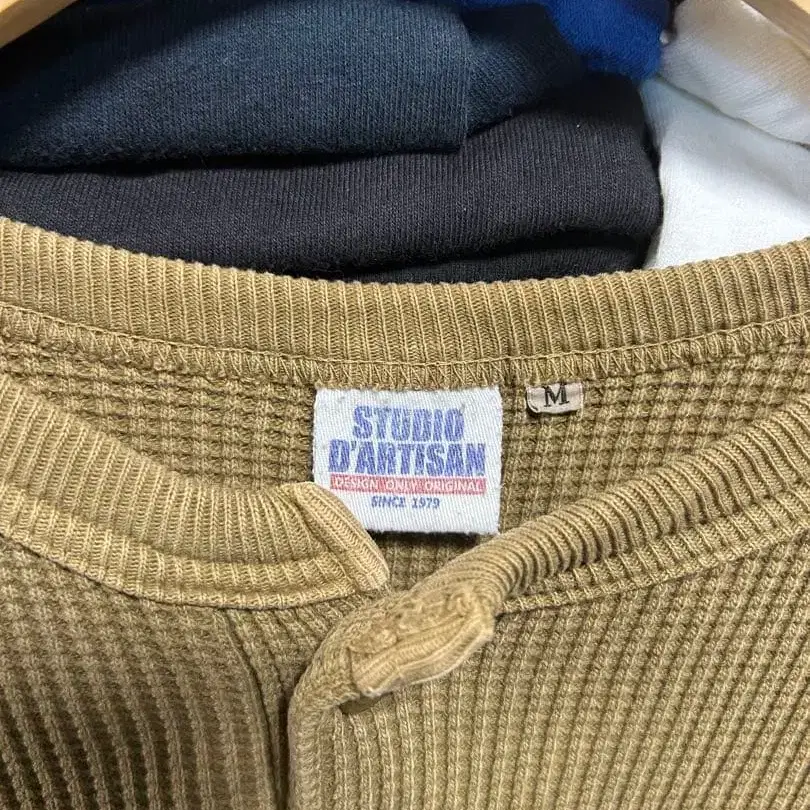 STUDIO
D'ARTISAN
DESIGN ONLY ORIGINAL
SINCE 1979
M